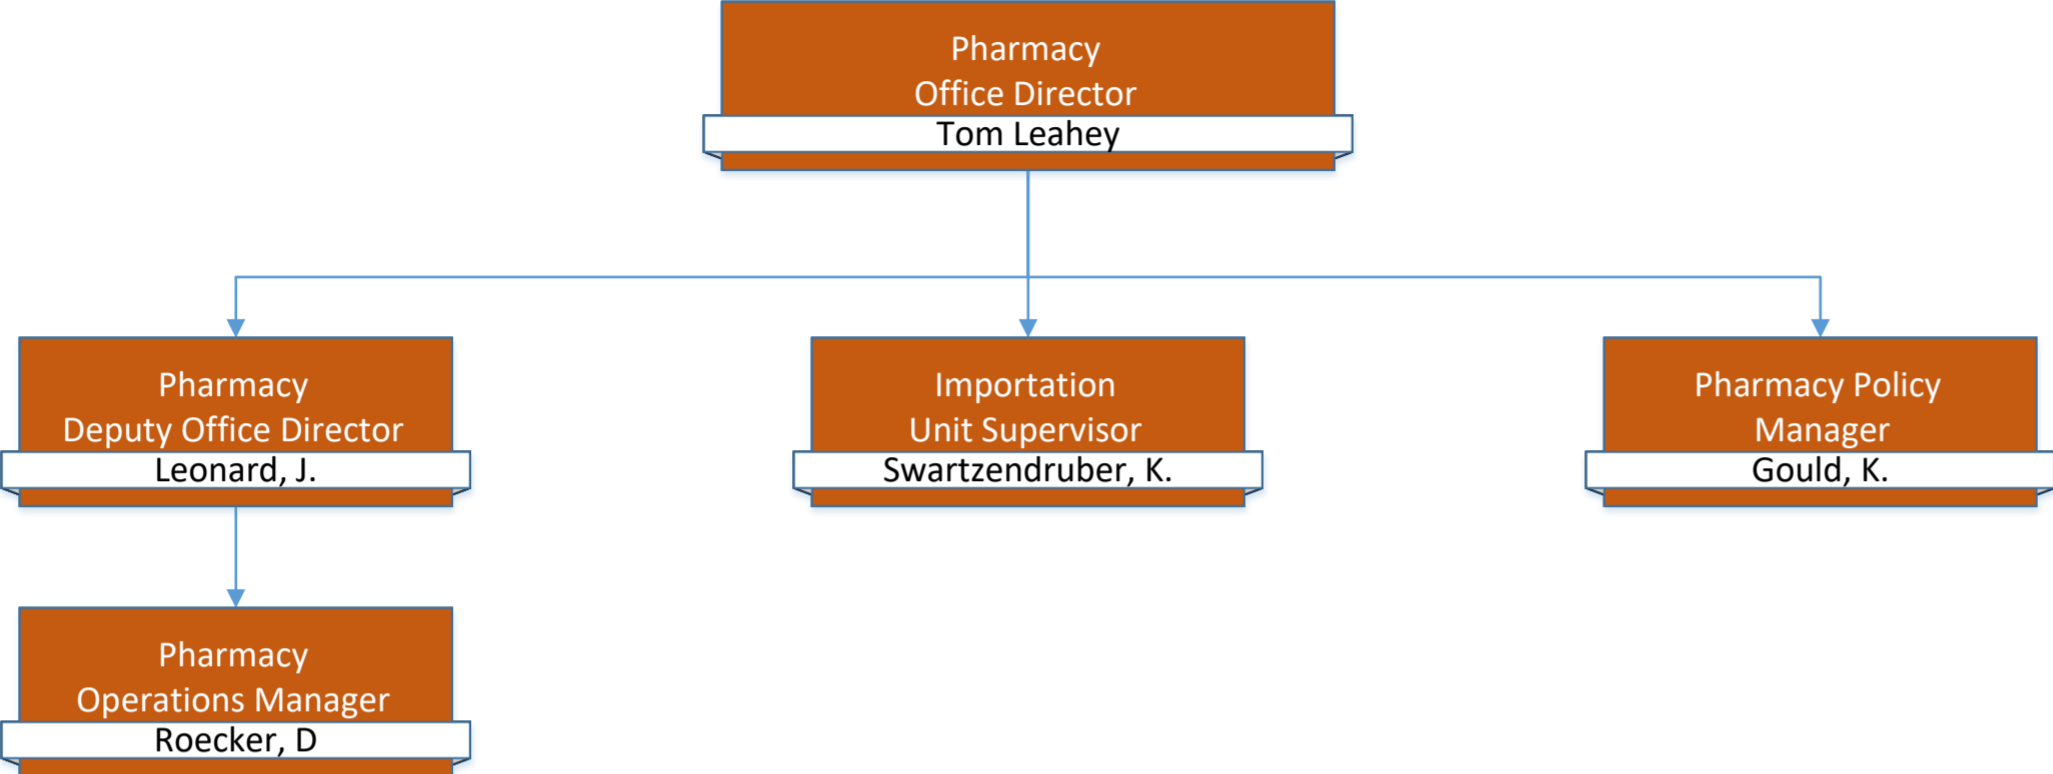 Pharmacy
Office Director
Tom Leahey
Pharmacy
Deputy Office Director
Leonard, J.
Importation
Unit Supervisor
Swartzendruber, K.
Pharmacy Policy
Manager
Gould, K.
Pharmacy
Operations Manager
Roecker, D